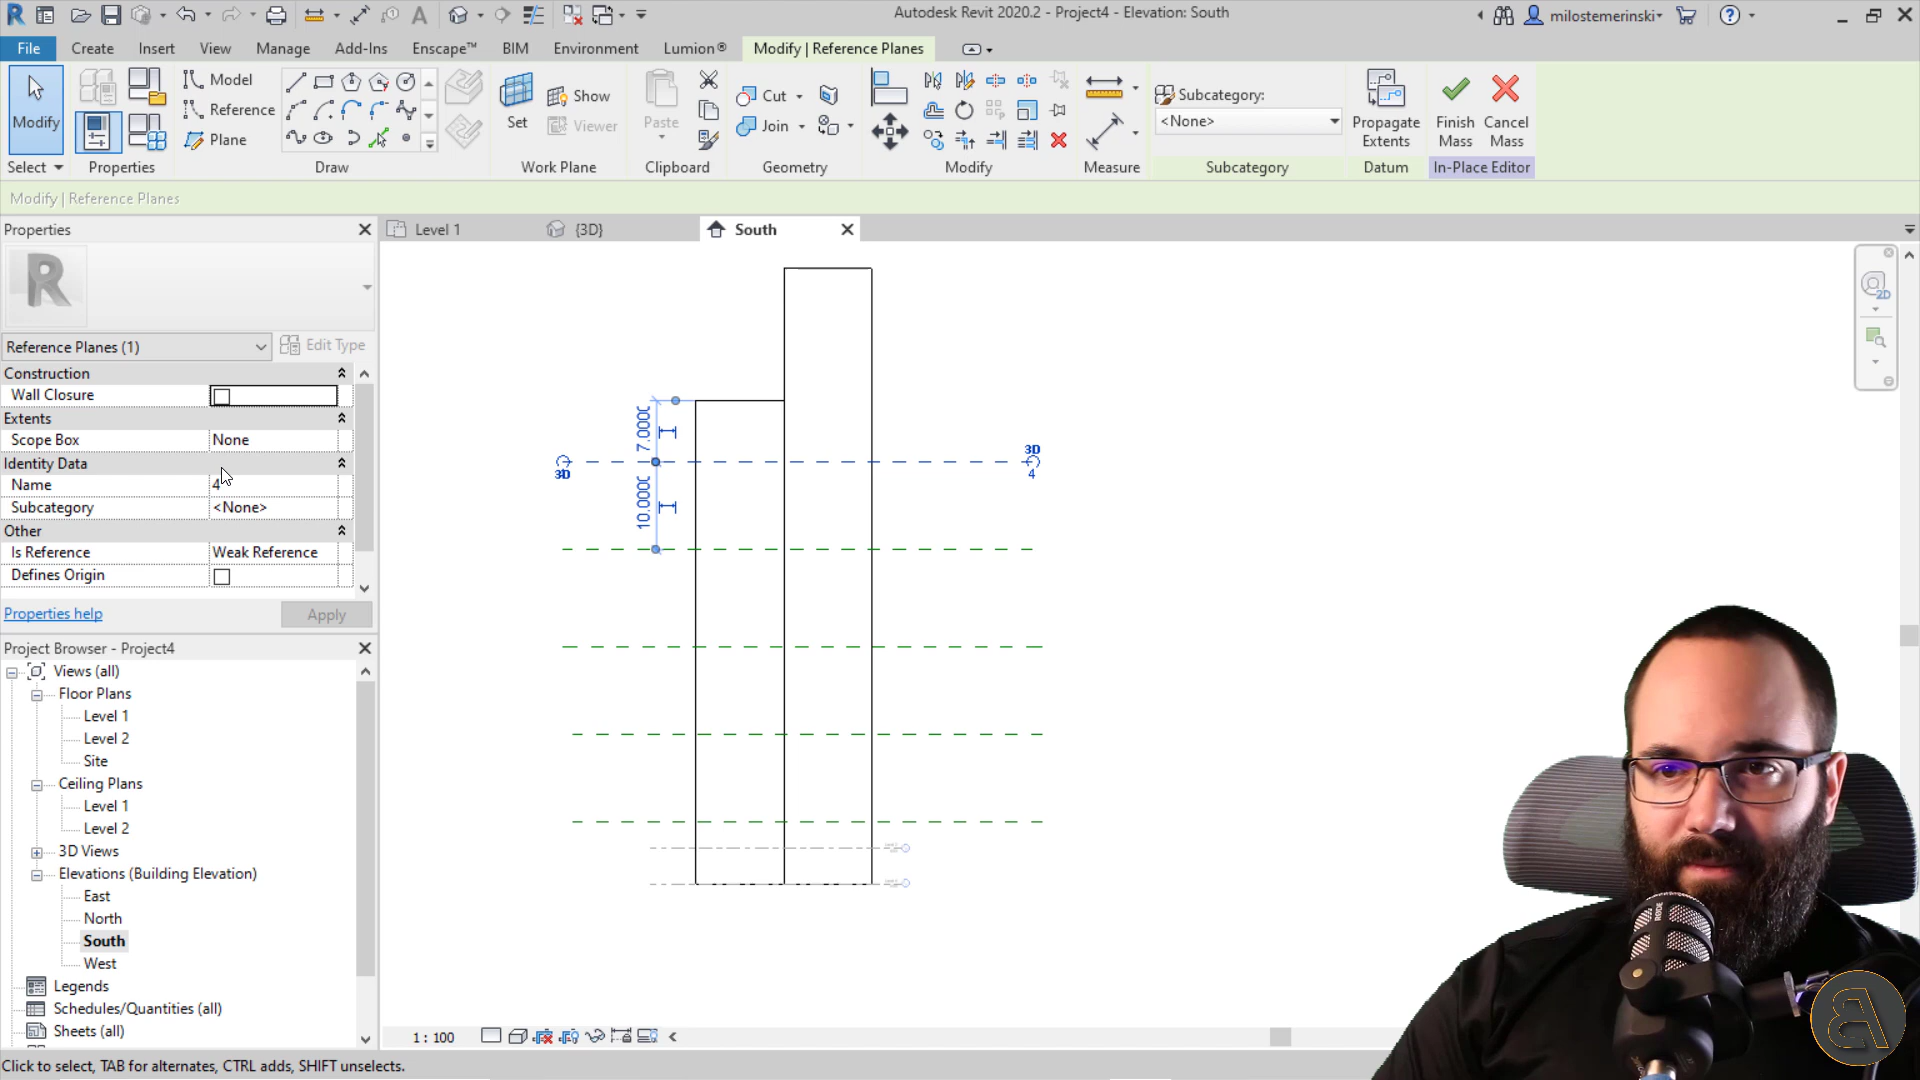 Autodesk Revit 2020.2 - Project4 - Elevation: South
milostemerinski
File Create Insert View Manage Add-Ins Enscape™ BIM Environment Lumion® Modify | Reference Planes
Modify
Select
Properties
Model
Reference
Plane
Draw
Set
Show
Viewer
Work Plane
Paste
Clipboard
Cut
Join
Geometry
Modify
Measure
Subcategory:
<None>
Subcategory
Propagate
Extents
Datum
Finish
Mass
Cancel
Mass
In-Place Editor
Modify | Reference Planes
Properties
Level 1
{3D}
South
R
Reference Planes (1)
Edit Type
Construction
Wall Closure
Extents
Scope Box None
Identity Data
Name 4
Subcategory <None>
Other
Is Reference Weak Reference
Defines Origin
Properties help
Apply
Project Browser - Project4
Views (all)
Floor Plans
Level 1
Level 2
Site
Ceiling Plans
Level 1
Level 2
3D Views
Elevations (Building Elevation)
East
North
South
West
Legends
Schedules/Quantities (all)
Sheets (all)
7.000
10.000
3D
3D
4
2D
RODE
1 : 100
Click to select, TAB for alternates, CTRL adds, SHIFT unselects.